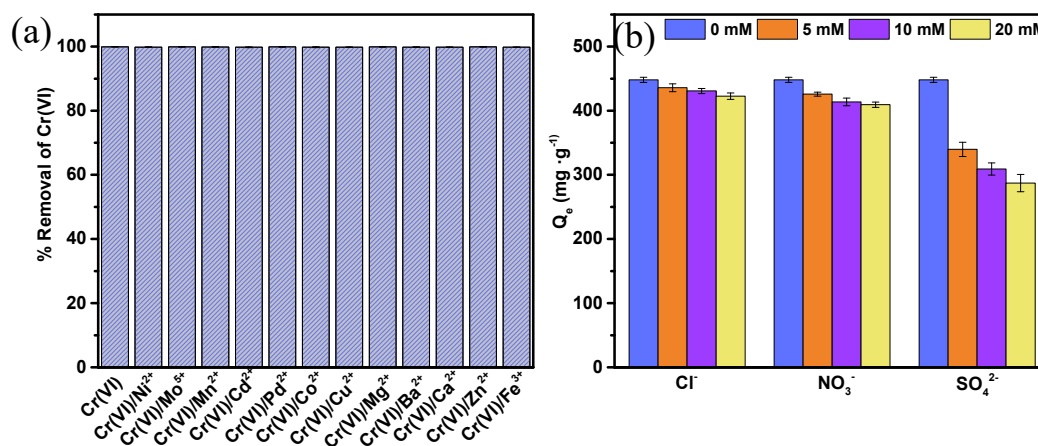 (a)
% Removal of Cr(VI)
100
80
60
40
20
0
Cr(VI)
Cr(VI)/Ni²⁺
Cr(VI)/Mo⁵⁺
Cr(VI)/Mn²⁺
Cr(VI)/Cd²⁺
Cr(VI)/Pd²⁺
Cr(VI)/Co²⁺
Cr(VI)/Cu²⁺
Cr(VI)/Mg²⁺
Cr(VI)/Ba²⁺
Cr(VI)/Ca²⁺
Cr(VI)/Zn²⁺
Cr(VI)/Fe³⁺
(b)
0 mM 5 mM 10 mM 20 mM
Qₑ (mg ·g⁻¹)
500
400
300
200
100
0
Cl⁻ NO₃⁻ SO₄²⁻